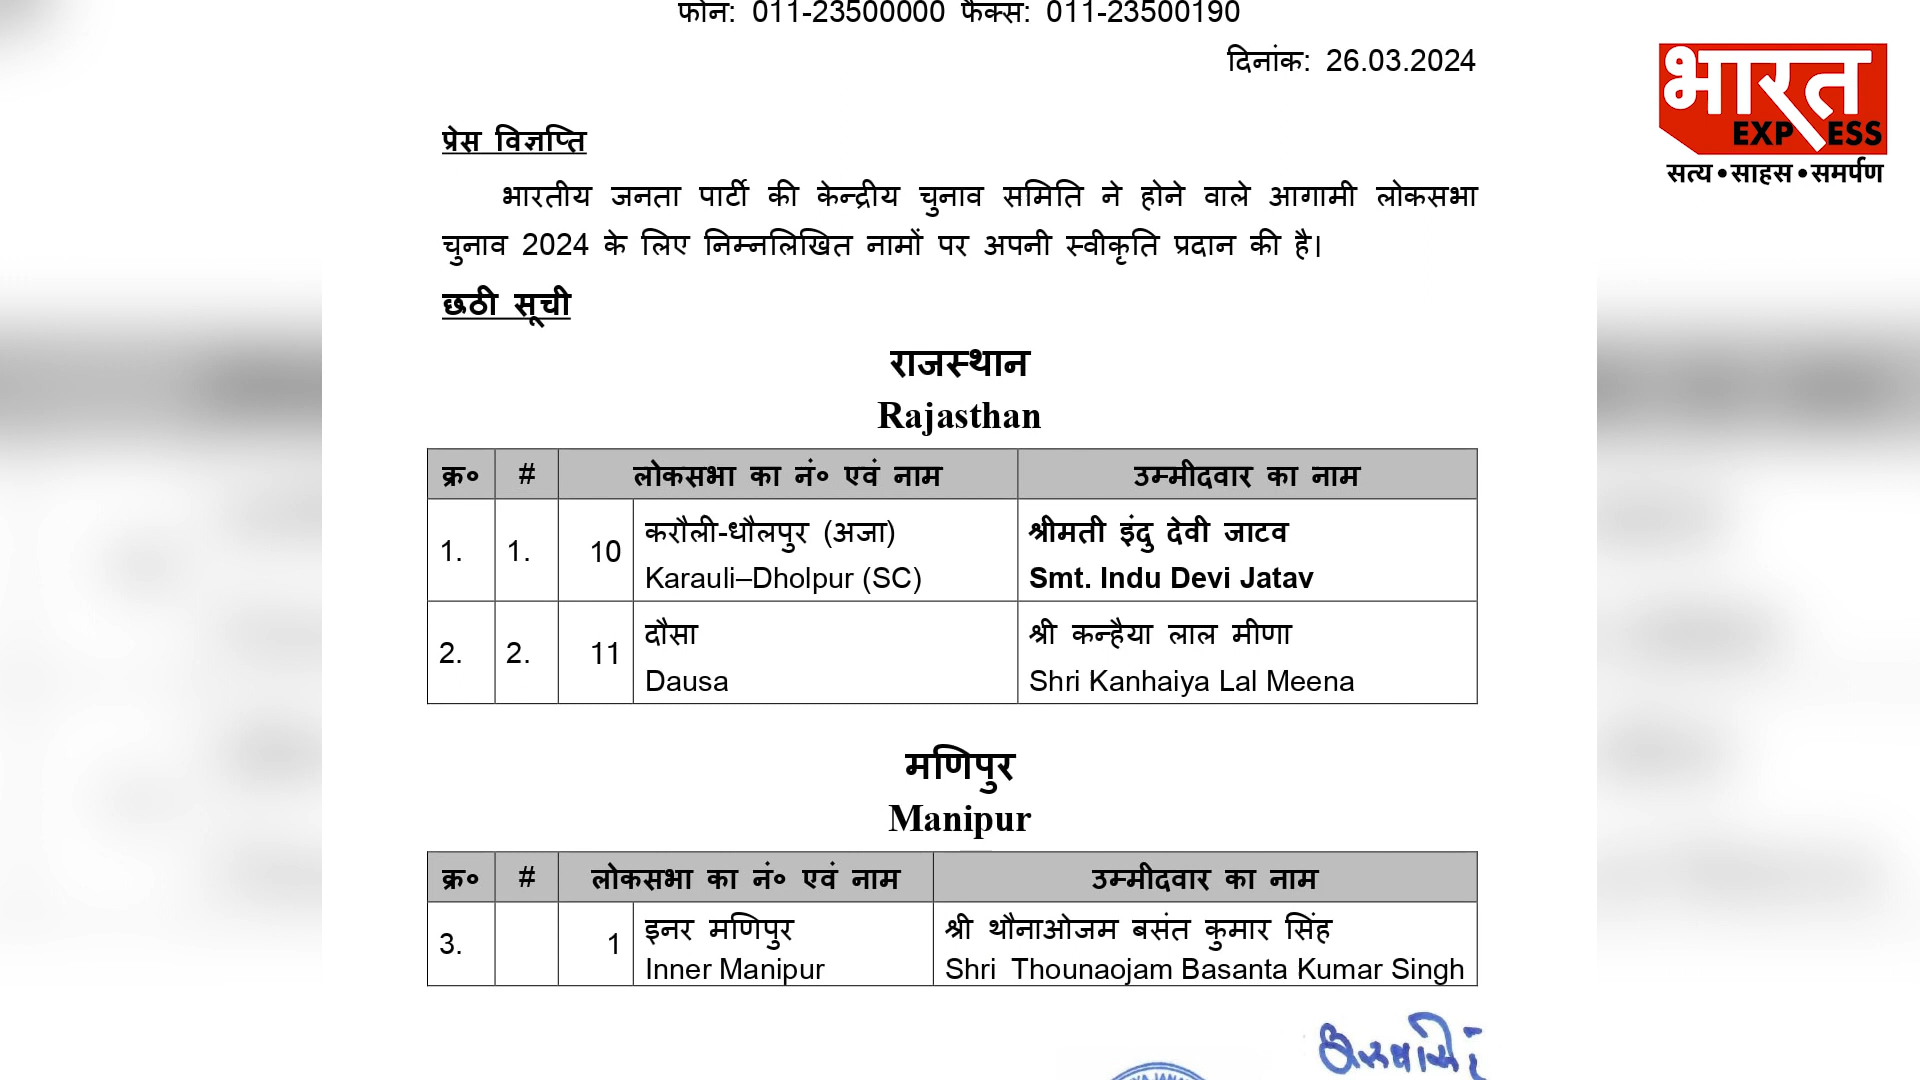 फोन: 011-23500000 फैक्स: 011-23500190
दिनांक: 26.03.2024
भारत
EXPRESS
सत्य • साहस • समर्पण
प्रेस विज्ञप्ति
भारतीय जनता पार्टी की केन्द्रीय चुनाव समिति ने होने वाले आगामी लोकसभा
चुनाव 2024 के लिए निम्नलिखित नामों पर अपनी स्वीकृति प्रदान की है।
छठी सूची
राजस्थान
Rajasthan
क्र० # लोकसभा का नं० एवं नाम उम्मीदवार का नाम
1. 1. 10 करौली-धौलपुर (अजा) श्रीमती इंदु देवी जाटव
Karauli–Dholpur (SC) Smt. Indu Devi Jatav
2. 2. 11 दौसा श्री कन्हैया लाल मीणा
Dausa Shri Kanhaiya Lal Meena
मणिपुर
Manipur
क्र० # लोकसभा का नं० एवं नाम उम्मीदवार का नाम
3. 1 इनर मणिपुर श्री थौनाओजम बसंत कुमार सिंह
Inner Manipur Shri Thounaojam Basanta Kumar Singh